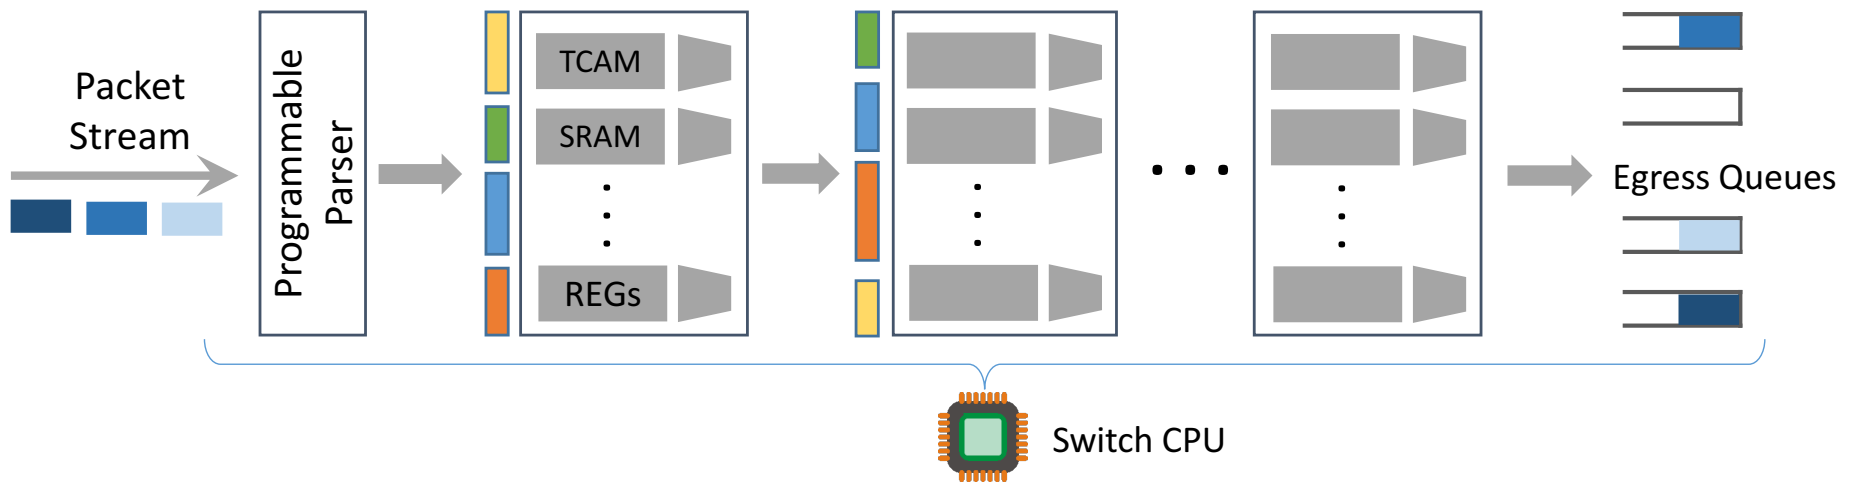 Packet
Stream
Programmable
Parser
TCAM
SRAM
REGs
Egress Queues
Switch CPU